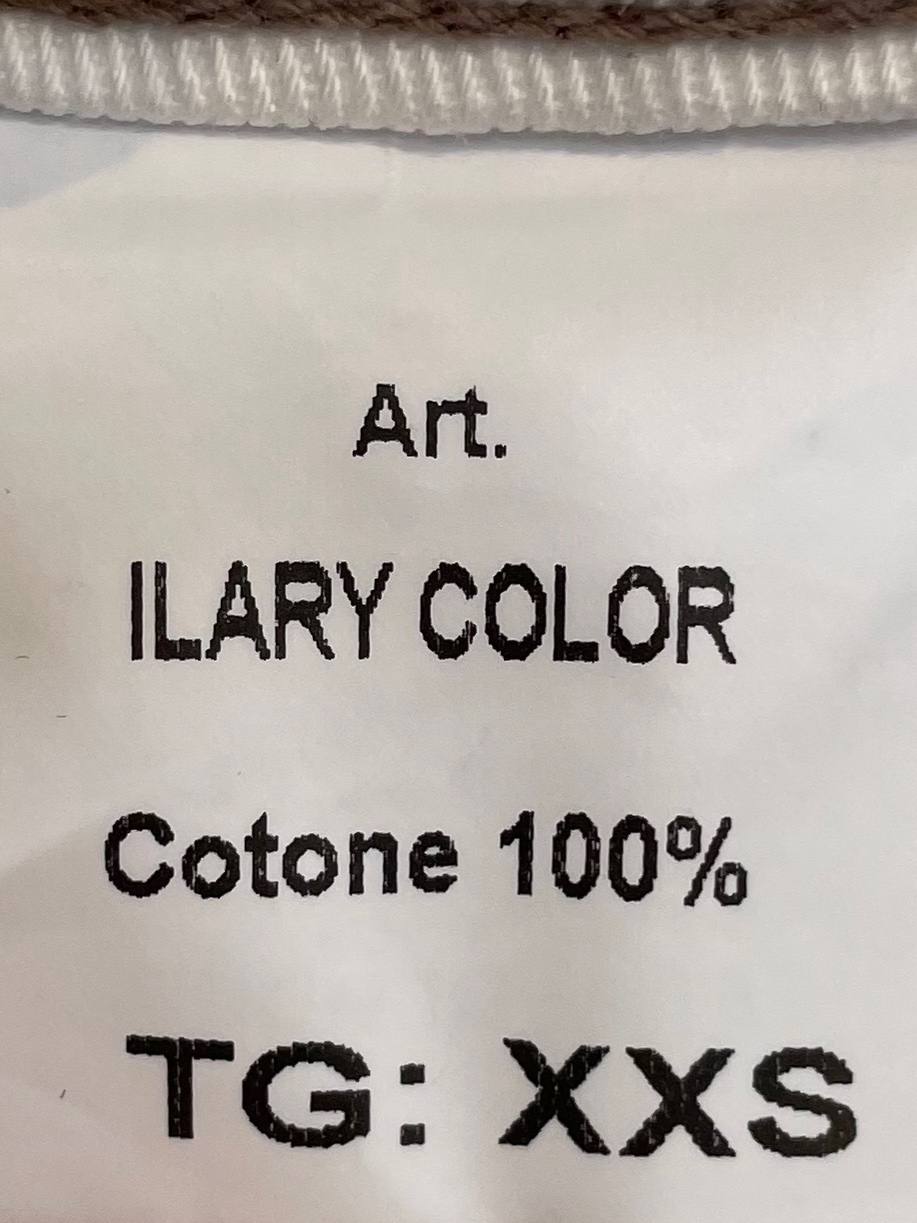 Art.
ILARY COLOR
Cotone 100%
TG: XXS